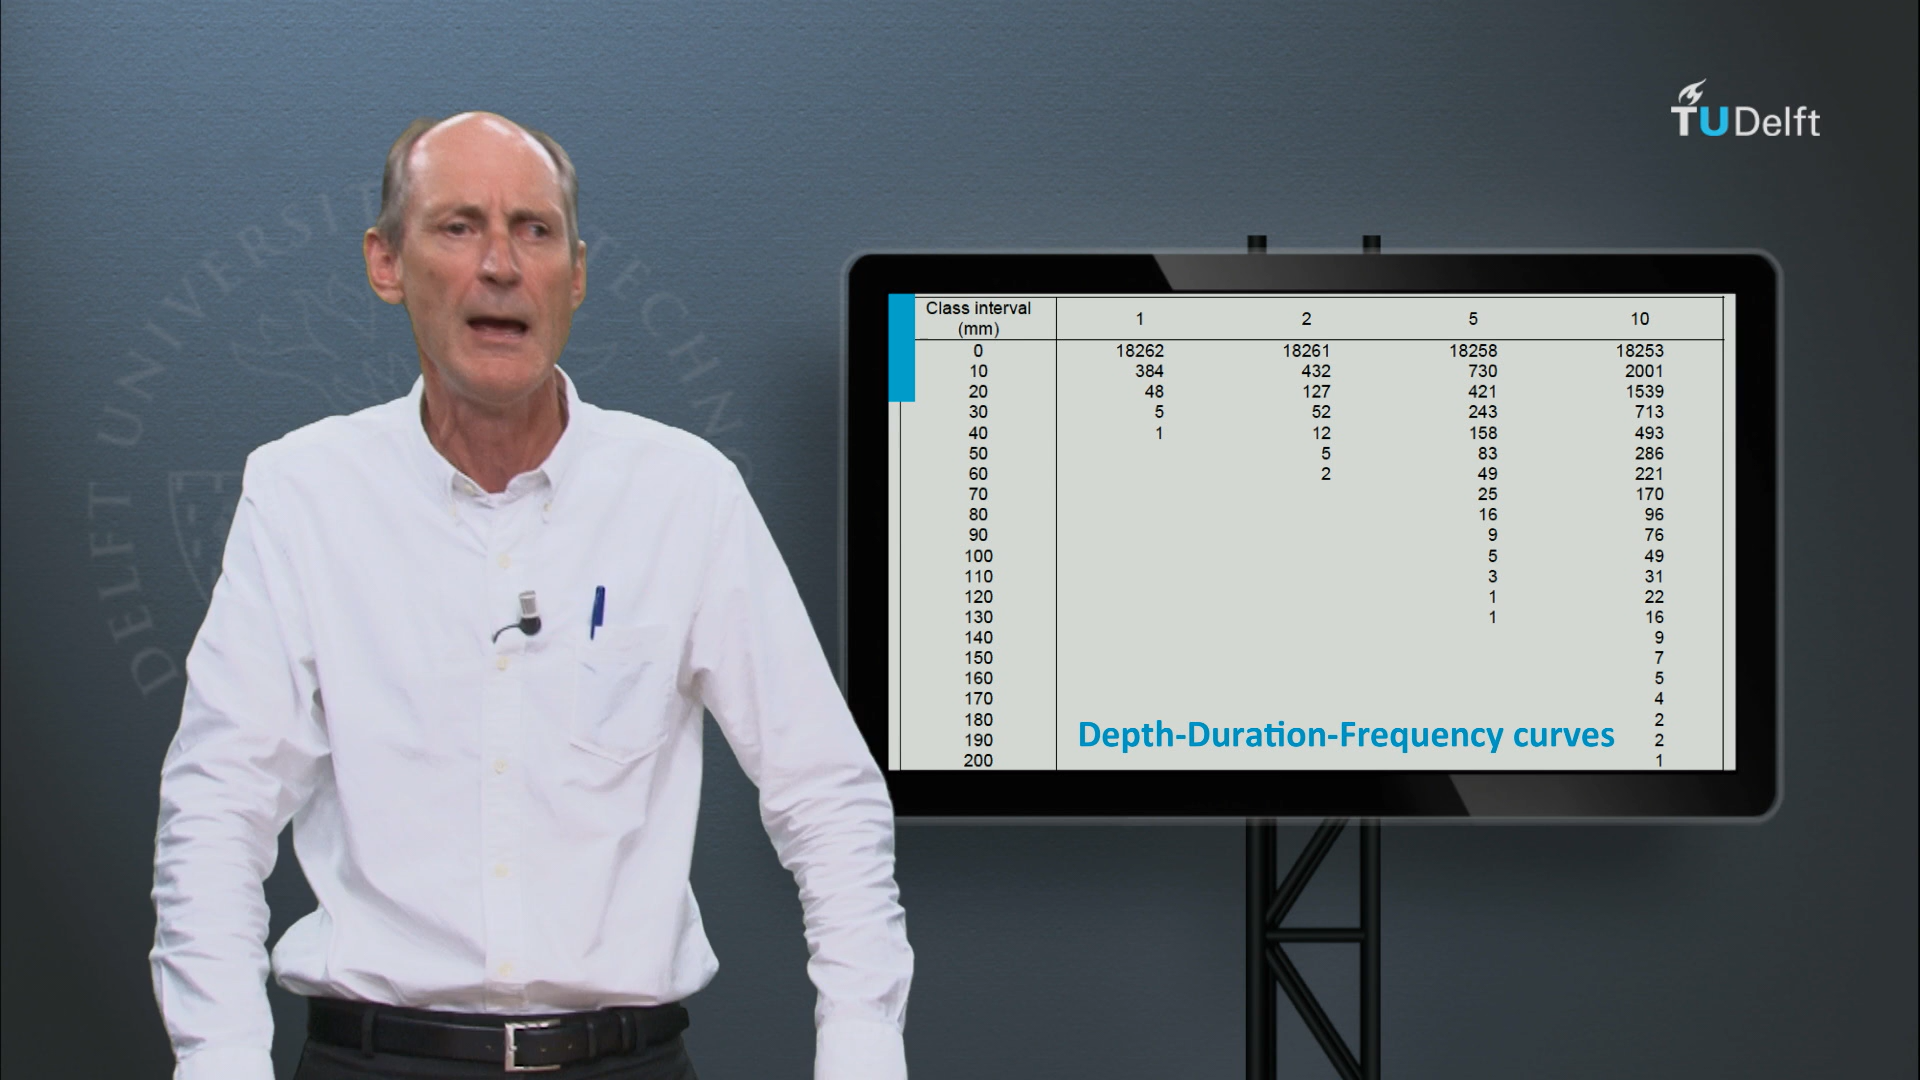 TU Delft
DELFT UNIVERSITY TECHN
Class interval (mm) 1 2 5 10
0 18262 18261 18258 18253
10 384 432 730 2001
20 48 127 421 1539
30 5 52 243 713
40 1 12 158 493
50 5 83 286
60 2 49 221
70 25 170
80 16 96
90 9 76
100 5 49
110 3 31
120 1 22
130 1 16
140 9
150 7
160 5
170 4
180 2
190 2
200 1
Depth-Duration-Frequency curves